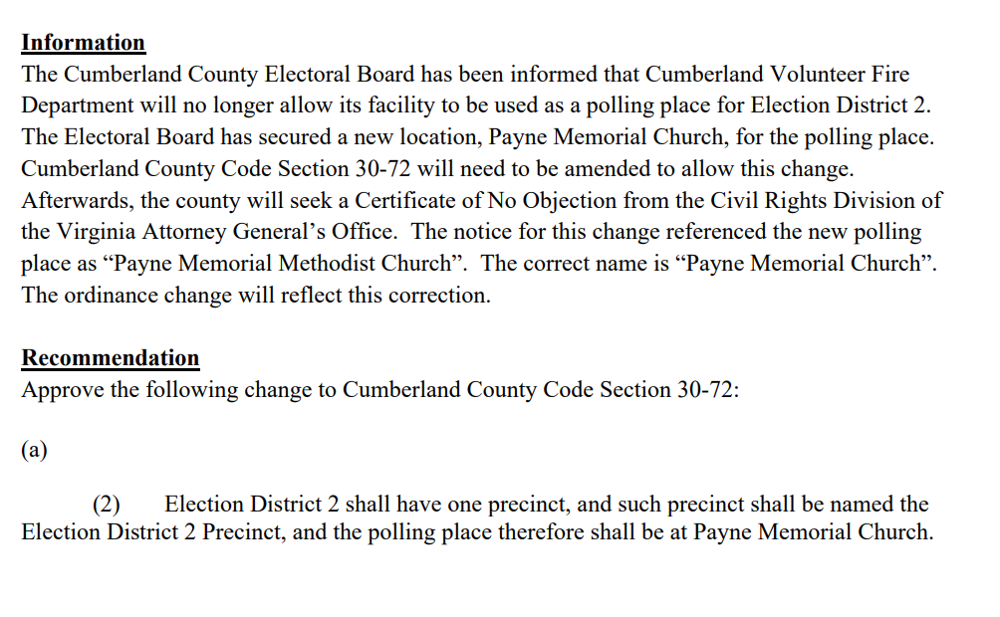 Information
The Cumberland County Electoral Board has been informed that Cumberland Volunteer Fire
Department will no longer allow its facility to be used as a polling place for Election District 2.
The Electoral Board has secured a new location, Payne Memorial Church, for the polling place.
Cumberland County Code Section 30-72 will need to be amended to allow this change.
Afterwards, the county will seek a Certificate of No Objection from the Civil Rights Division of
the Virginia Attorney General’s Office.  The notice for this change referenced the new polling
place as “Payne Memorial Methodist Church”.  The correct name is “Payne Memorial Church”.
The ordinance change will reflect this correction.
Recommendation
Approve the following change to Cumberland County Code Section 30-72:
(a)
(2) Election District 2 shall have one precinct, and such precinct shall be named the
Election District 2 Precinct, and the polling place therefore shall be at Payne Memorial Church.